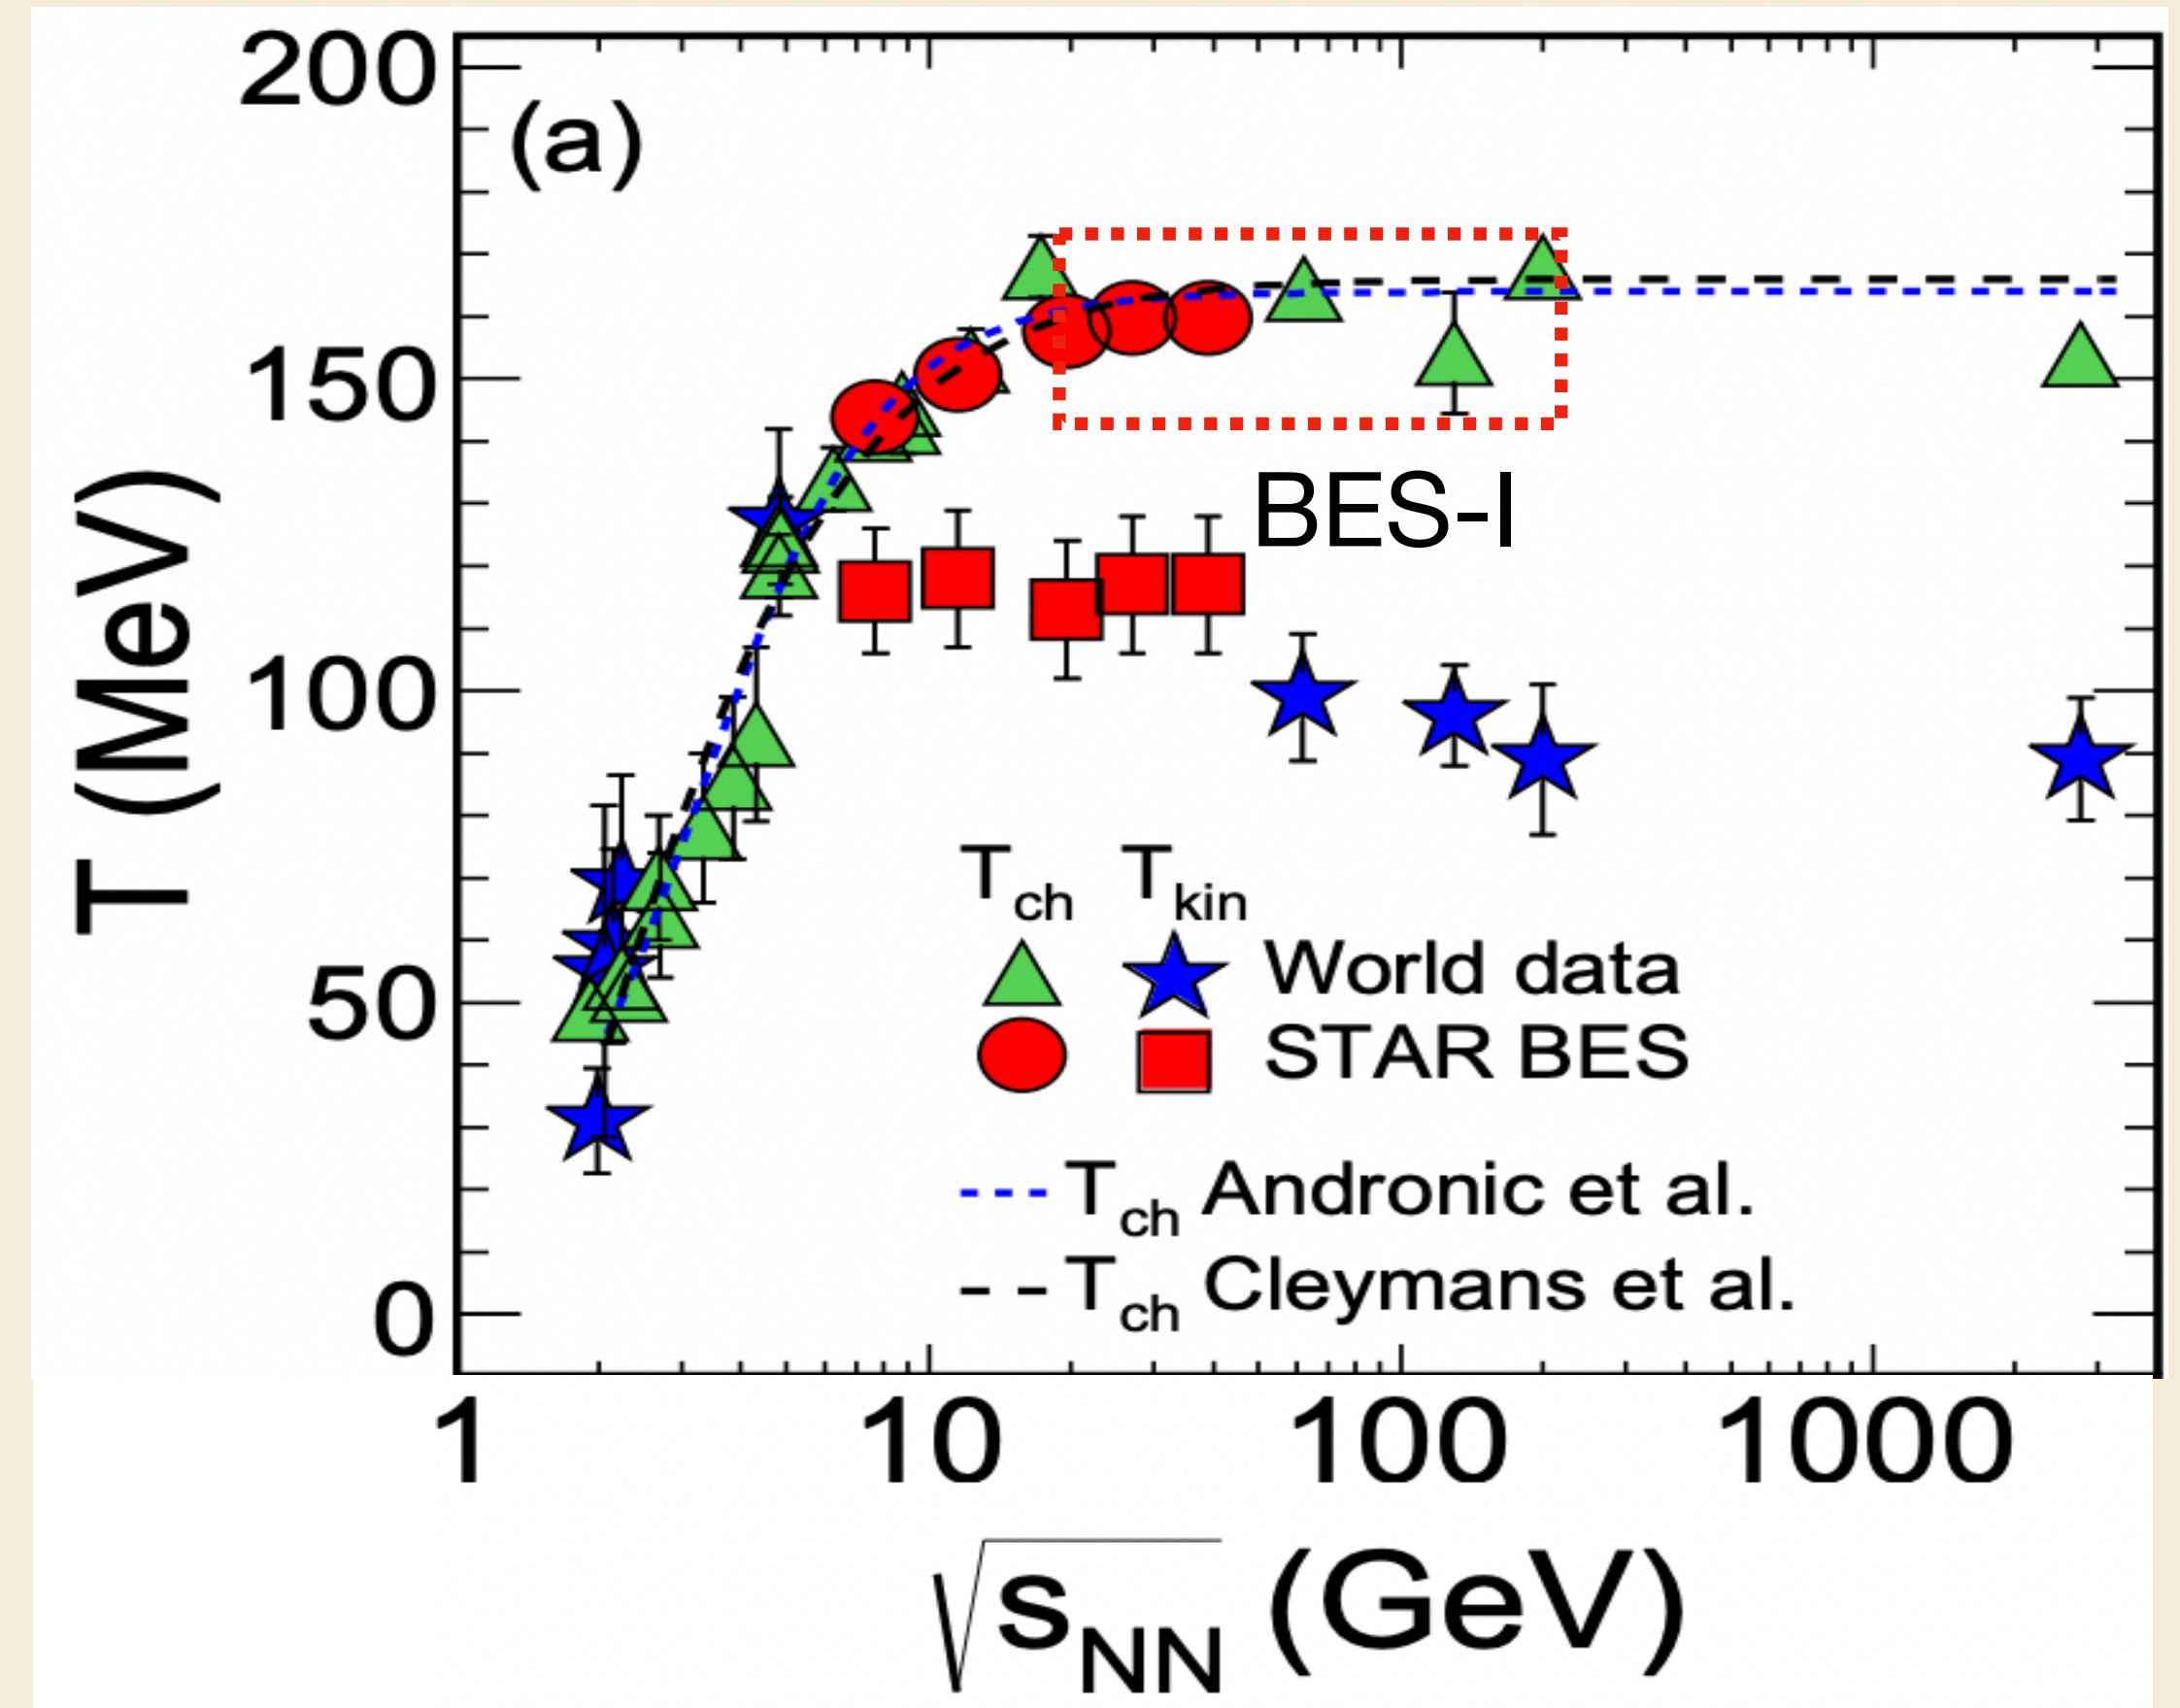 200
(a)
150
BES-I
100
T (MeV)
T_ch T_kin
World data
50
STAR BES
T_ch Andronic et al.
T_ch Cleymans et al.
0
1 10 100 1000
√s_NN (GeV)